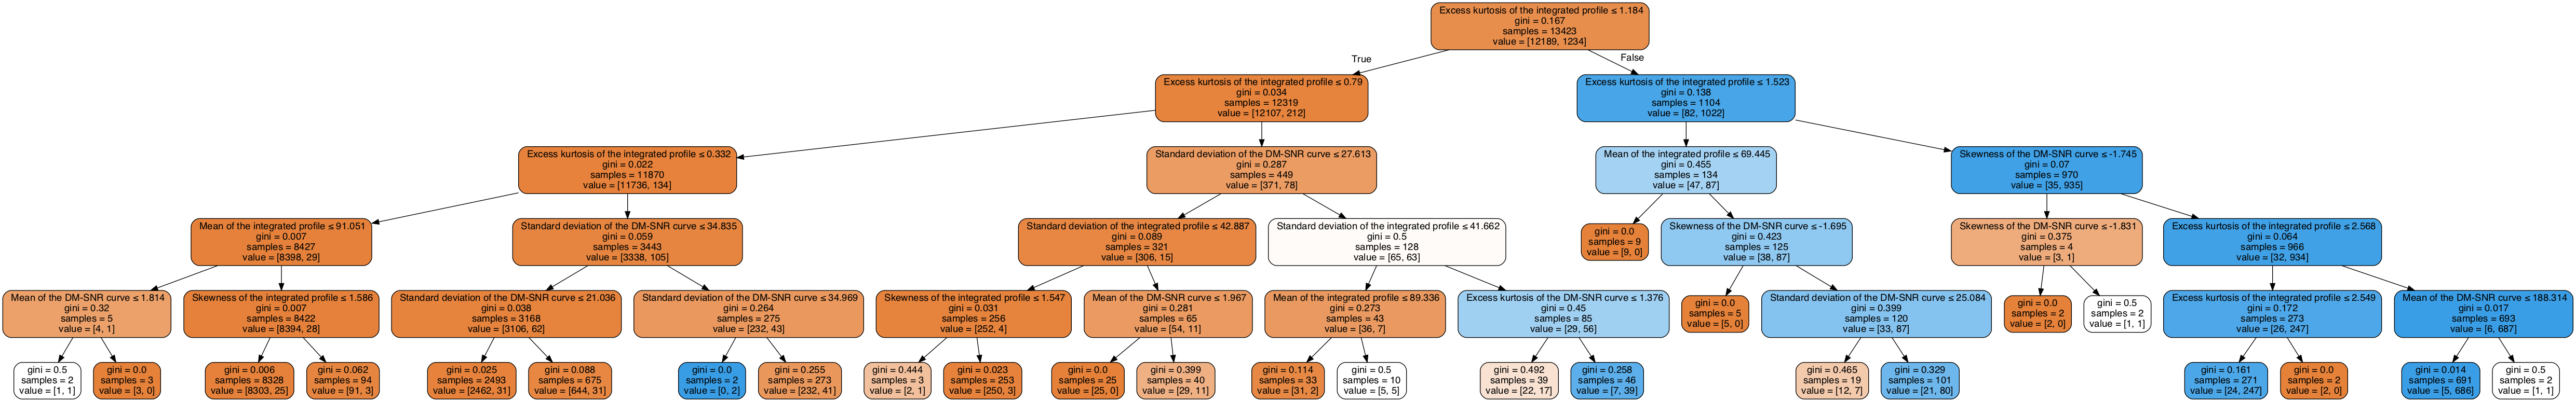 Excess kurtosis of the integrated profile ≤ 1.184
gini = 0.167
samples = 13423
value = [12189, 1234]
True
False
Excess kurtosis of the integrated profile ≤ 0.79
gini = 0.034
samples = 12319
value = [12107, 212]
Excess kurtosis of the integrated profile ≤ 1.523
gini = 0.138
samples = 1104
value = [82, 1022]
Excess kurtosis of the integrated profile ≤ 0.332
gini = 0.022
samples = 11870
value = [11736, 134]
Standard deviation of the DM-SNR curve ≤ 27.613
gini = 0.287
samples = 449
value = [371, 78]
Mean of the integrated profile ≤ 69.445
gini = 0.455
samples = 134
value = [47, 87]
Skewness of the DM-SNR curve ≤ -1.745
gini = 0.07
samples = 970
value = [35, 935]
Mean of the integrated profile ≤ 91.051
gini = 0.007
samples = 8427
value = [8398, 29]
Standard deviation of the DM-SNR curve ≤ 34.835
gini = 0.059
samples = 3443
value = [3338, 105]
Standard deviation of the integrated profile ≤ 42.887
gini = 0.089
samples = 321
value = [306, 15]
Standard deviation of the integrated profile ≤ 41.662
gini = 0.5
samples = 128
value = [65, 63]
gini = 0.0
samples = 9
value = [9, 0]
Skewness of the DM-SNR curve ≤ -1.695
gini = 0.423
samples = 125
value = [38, 87]
Skewness of the DM-SNR curve ≤ -1.831
gini = 0.375
samples = 4
value = [3, 1]
Excess kurtosis of the integrated profile ≤ 2.568
gini = 0.064
samples = 966
value = [32, 934]
Mean of the DM-SNR curve ≤ 1.814
gini = 0.32
samples = 5
value = [4, 1]
Skewness of the integrated profile ≤ 1.586
gini = 0.007
samples = 8422
value = [8394, 28]
Standard deviation of the DM-SNR curve ≤ 21.036
gini = 0.038
samples = 3168
value = [3106, 62]
Standard deviation of the DM-SNR curve ≤ 34.969
gini = 0.264
samples = 275
value = [232, 43]
Skewness of the integrated profile ≤ 1.547
gini = 0.031
samples = 256
value = [252, 4]
Mean of the DM-SNR curve ≤ 1.967
gini = 0.281
samples = 65
value = [54, 11]
Mean of the integrated profile ≤ 89.336
gini = 0.273
samples = 43
value = [36, 7]
Excess kurtosis of the DM-SNR curve ≤ 1.376
gini = 0.45
samples = 85
value = [29, 56]
gini = 0.0
samples = 5
value = [5, 0]
Standard deviation of the DM-SNR curve ≤ 25.084
gini = 0.399
samples = 120
value = [33, 87]
gini = 0.0
samples = 2
value = [2, 0]
gini = 0.5
samples = 2
value = [1, 1]
Excess kurtosis of the integrated profile ≤ 2.549
gini = 0.172
samples = 273
value = [26, 247]
Mean of the DM-SNR curve ≤ 188.314
gini = 0.017
samples = 693
value = [6, 687]
gini = 0.5
samples = 2
value = [1, 1]
gini = 0.0
samples = 3
value = [3, 0]
gini = 0.006
samples = 8328
value = [8303, 25]
gini = 0.062
samples = 94
value = [91, 3]
gini = 0.025
samples = 2493
value = [2462, 31]
gini = 0.088
samples = 675
value = [644, 31]
gini = 0.0
samples = 2
value = [0, 2]
gini = 0.255
samples = 273
value = [232, 41]
gini = 0.444
samples = 3
value = [2, 1]
gini = 0.023
samples = 253
value = [250, 3]
gini = 0.0
samples = 25
value = [25, 0]
gini = 0.399
samples = 40
value = [29, 11]
gini = 0.114
samples = 33
value = [31, 2]
gini = 0.5
samples = 10
value = [5, 5]
gini = 0.492
samples = 39
value = [22, 17]
gini = 0.258
samples = 46
value = [7, 39]
gini = 0.465
samples = 19
value = [12, 7]
gini = 0.329
samples = 101
value = [21, 80]
gini = 0.161
samples = 271
value = [24, 247]
gini = 0.0
samples = 2
value = [2, 0]
gini = 0.014
samples = 691
value = [5, 686]
gini = 0.5
samples = 2
value = [1, 1]